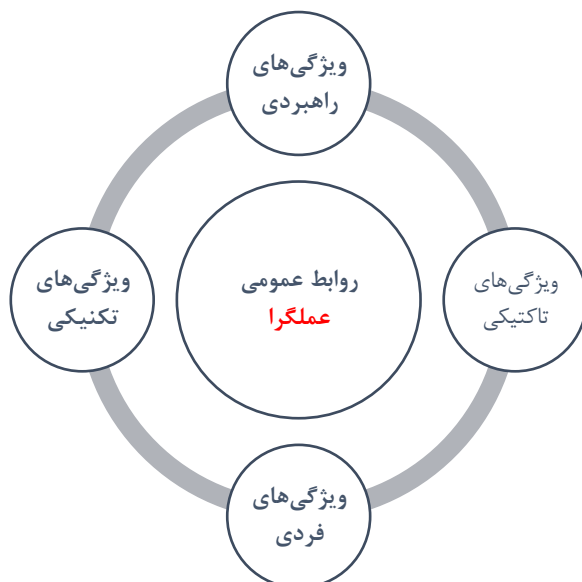 ویژگی‌های
راهبردی
ویژگی‌های
تاکتیکی
روابط عمومی
عملگرا
ویژگی‌های
تکنیکی
ویژگی‌های
فردی